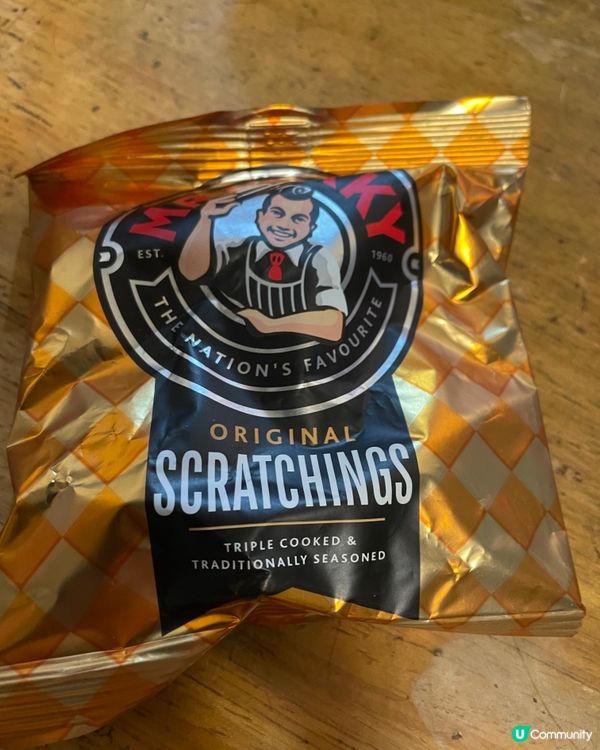 EST.
1960
THE NATION'S FAVOURITE
ORIGINAL
SCRATCHINGS
TRIPLE COOKED &
TRADITIONALLY SEASONED
U Community